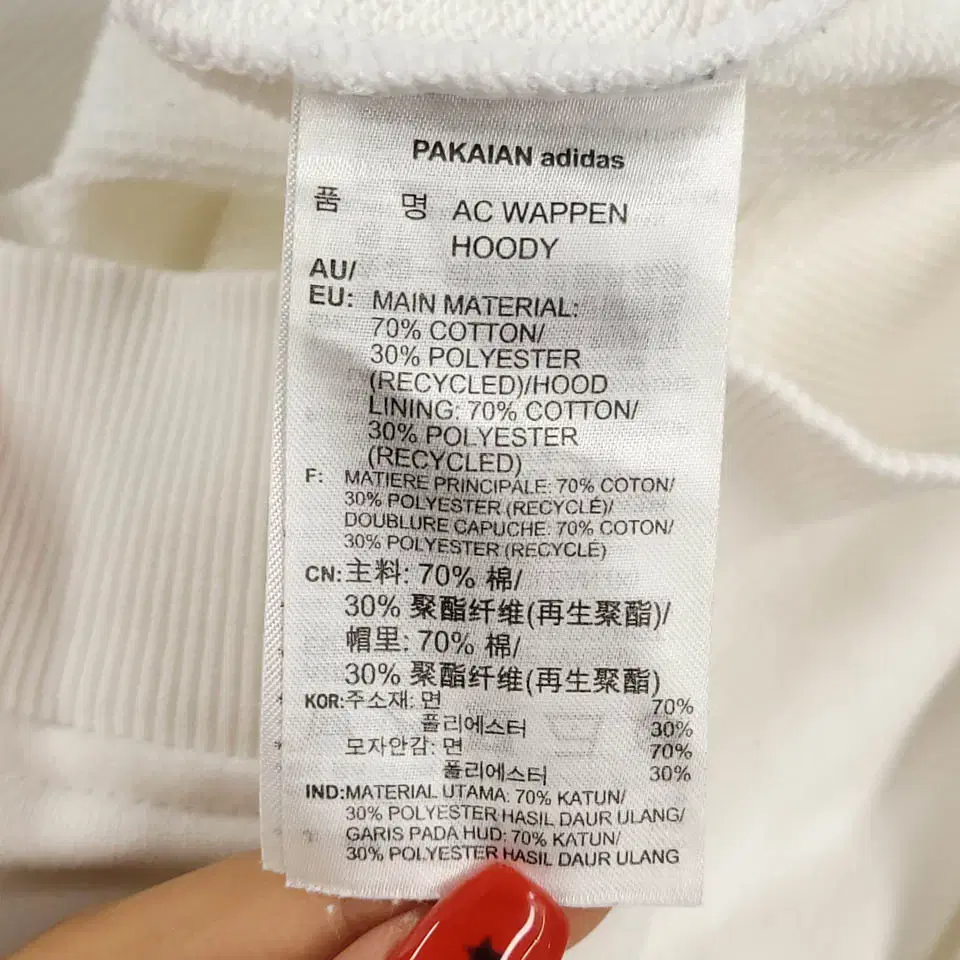 PAKAIAN adidas
품 명 AC WAPPEN
HOODY
AU/
EU: MAIN MATERIAL:
70% COTTON/
30% POLYESTER
(RECYCLED)/HOOD
LINING: 70% COTTON/
30% POLYESTER
(RECYCLED)
F: MATIERE PRINCIPALE: 70% COTON/
30% POLYESTER (RECYCLÉ)/
DOUBLURE CAPUCHE: 70% COTON/
30% POLYESTER (RECYCLÉ)
CN: 主料: 70% 棉/
30% 聚酯纤维(再生聚酯)/
帽里: 70% 棉/
30% 聚酯纤维(再生聚酯)
KOR: 주소재: 면 70%
폴리에스터 30%
모자안감: 면 70%
폴리에스터 30%
IND: MATERIAL UTAMA: 70% KATUN/
30% POLYESTER HASIL DAUR ULANG/
GARIS PADA HUD: 70% KATUN/
30% POLYESTER HASIL DAUR ULANG